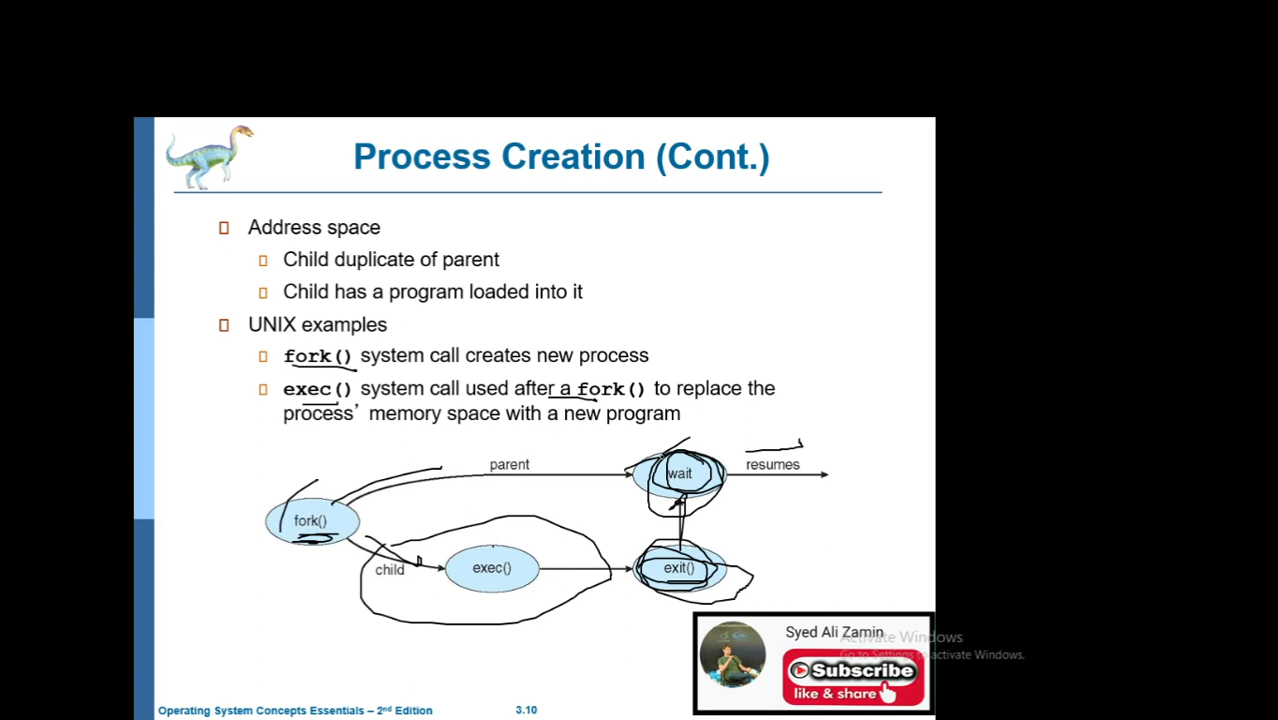 Process Creation (Cont.)
Address space
Child duplicate of parent
Child has a program loaded into it
UNIX examples
fork() system call creates new process
exec() system call used after a fork() to replace the
process’ memory space with a new program
parent
wait
resumes
fork()
child
exec()
exit()
Syed Ali Zamin
Activate Windows
Go to Settings to activate Windows.
Subscribe
like & share
Operating System Concepts Essentials – 2nd Edition
3.10